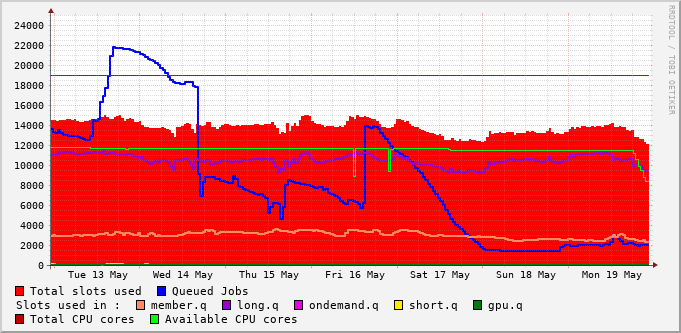 24000
22000
20000
18000
16000
14000
12000
10000
8000
6000
4000
2000
0
Tue 13 May Wed 14 May Thu 15 May Fri 16 May Sat 17 May Sun 18 May Mon 19 May
RRDTOOL / TOBI OETIKER
Total slots used Queued Jobs
Slots used in : member.q long.q ondemand.q short.q gpu.q
Total CPU cores Available CPU cores